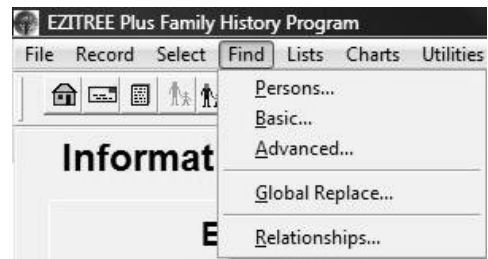 EZITREE Plus Family History Program
File Record Select Find Lists Charts Utilities
Persons...
Basic...
Informat
Advanced...
Global Replace...
E
Relationships...